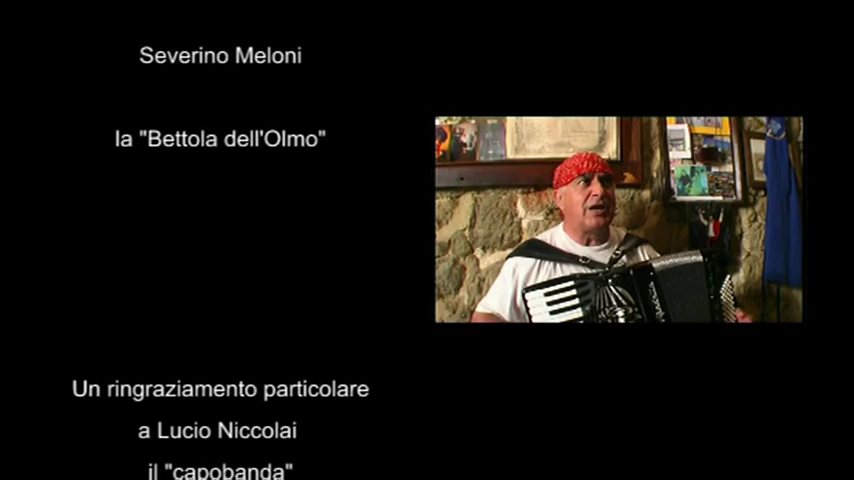 Severino Meloni
la "Bettola dell'Olmo"
Un ringraziamento particolare
a Lucio Niccolai
il "capobanda"